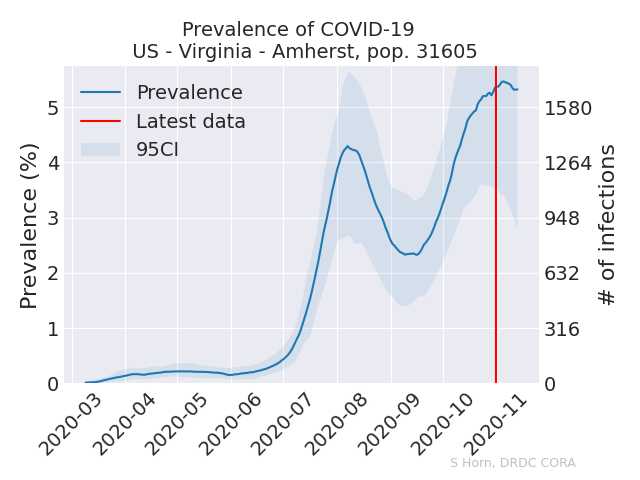 Prevalence of COVID-19
US - Virginia - Amherst, pop. 31605
Prevalence
Latest data
95CI
Prevalence (%)
5
4
3
2
1
0
1580
1264
948
632
316
0
# of infections
2020-03
2020-04
2020-05
2020-06
2020-07
2020-08
2020-09
2020-10
2020-11
S Horn, DRDC CORA